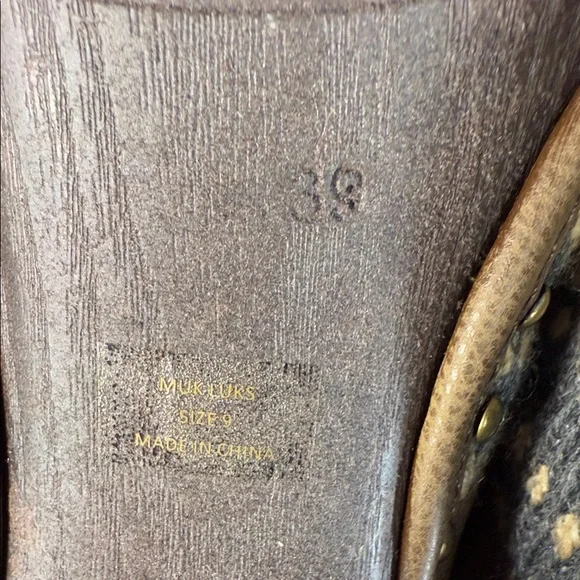 39
MUK LUKS
SIZE 9
MADE IN CHINA